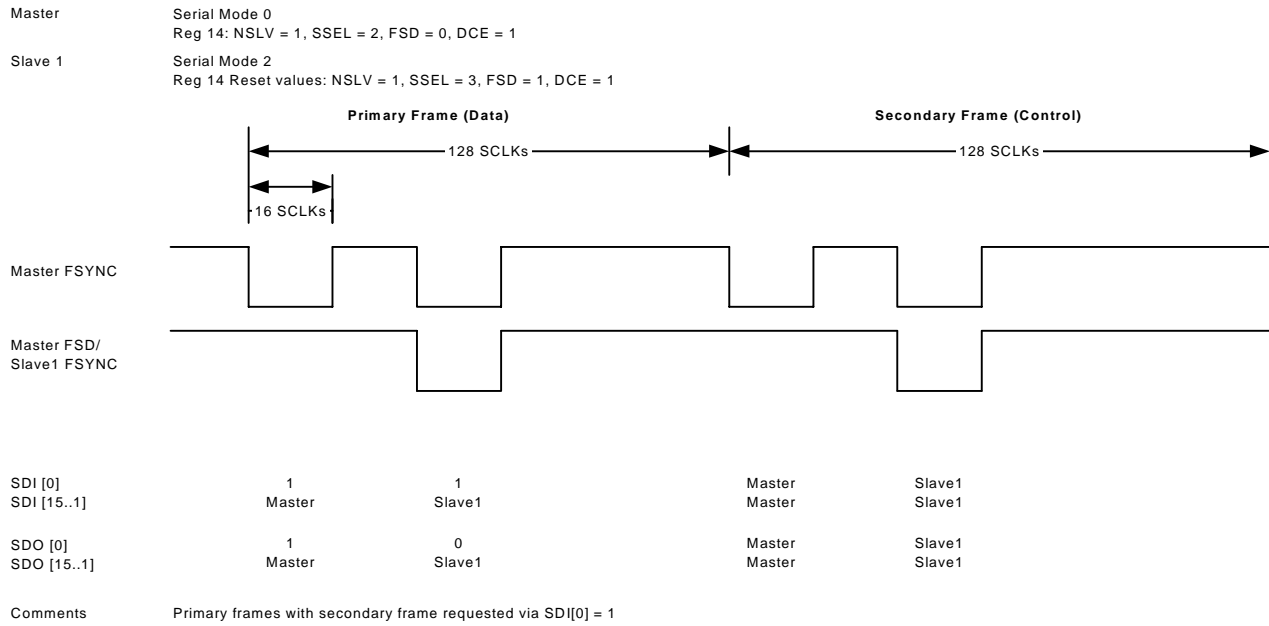 Master Serial Mode 0
Reg 14: NSLV = 1, SSEL = 2, FSD = 0, DCE = 1
Slave 1 Serial Mode 2
Reg 14 Reset values: NSLV = 1, SSEL = 3, FSD = 1, DCE = 1
Primary Frame (Data) Secondary Frame (Control)
128 SCLKs 128 SCLKs
16 SCLKs
Master FSYNC
Master FSD/
Slave1 FSYNC
SDI [0] 1 1 Master Slave1
SDI [15..1] Master Slave1 Master Slave1
SDO [0] 1 0 Master Slave1
SDO [15..1] Master Slave1 Master Slave1
Comments Primary frames with secondary frame requested via SDI[0] = 1